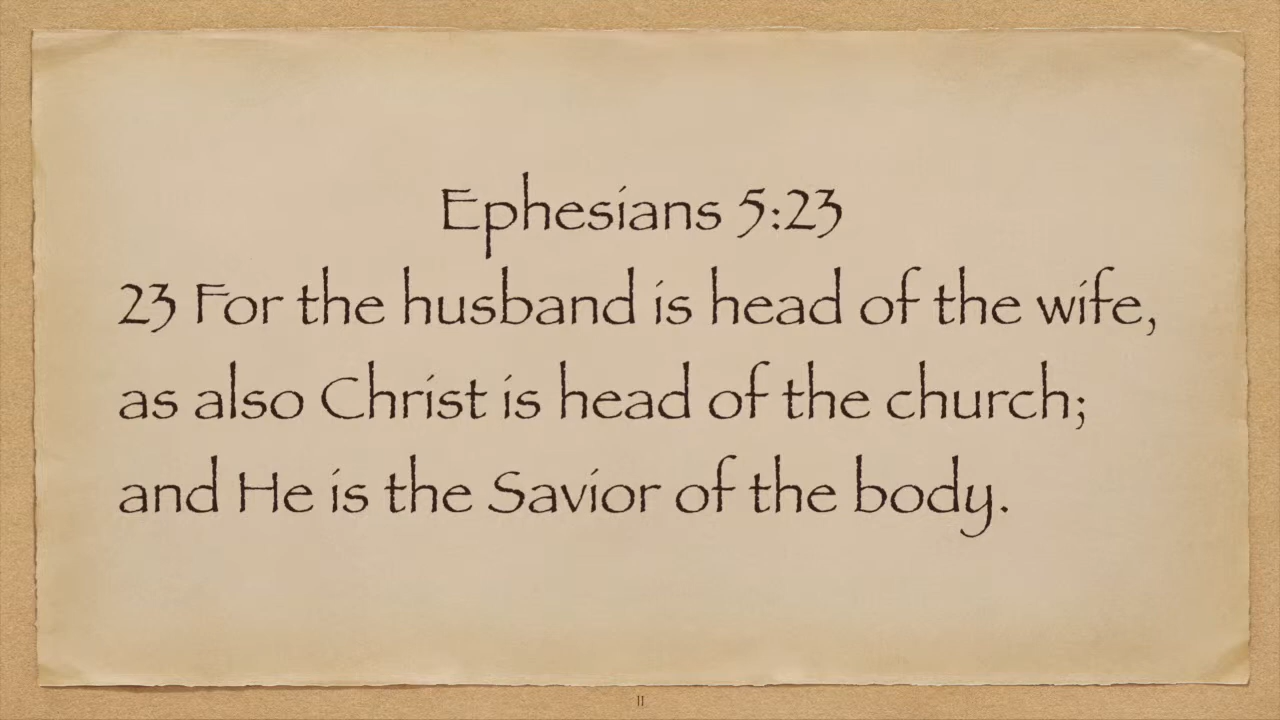 Ephesians 5:23
23 For the husband is head of the wife,
as also Christ is head of the church;
and He is the Savior of the body.
11